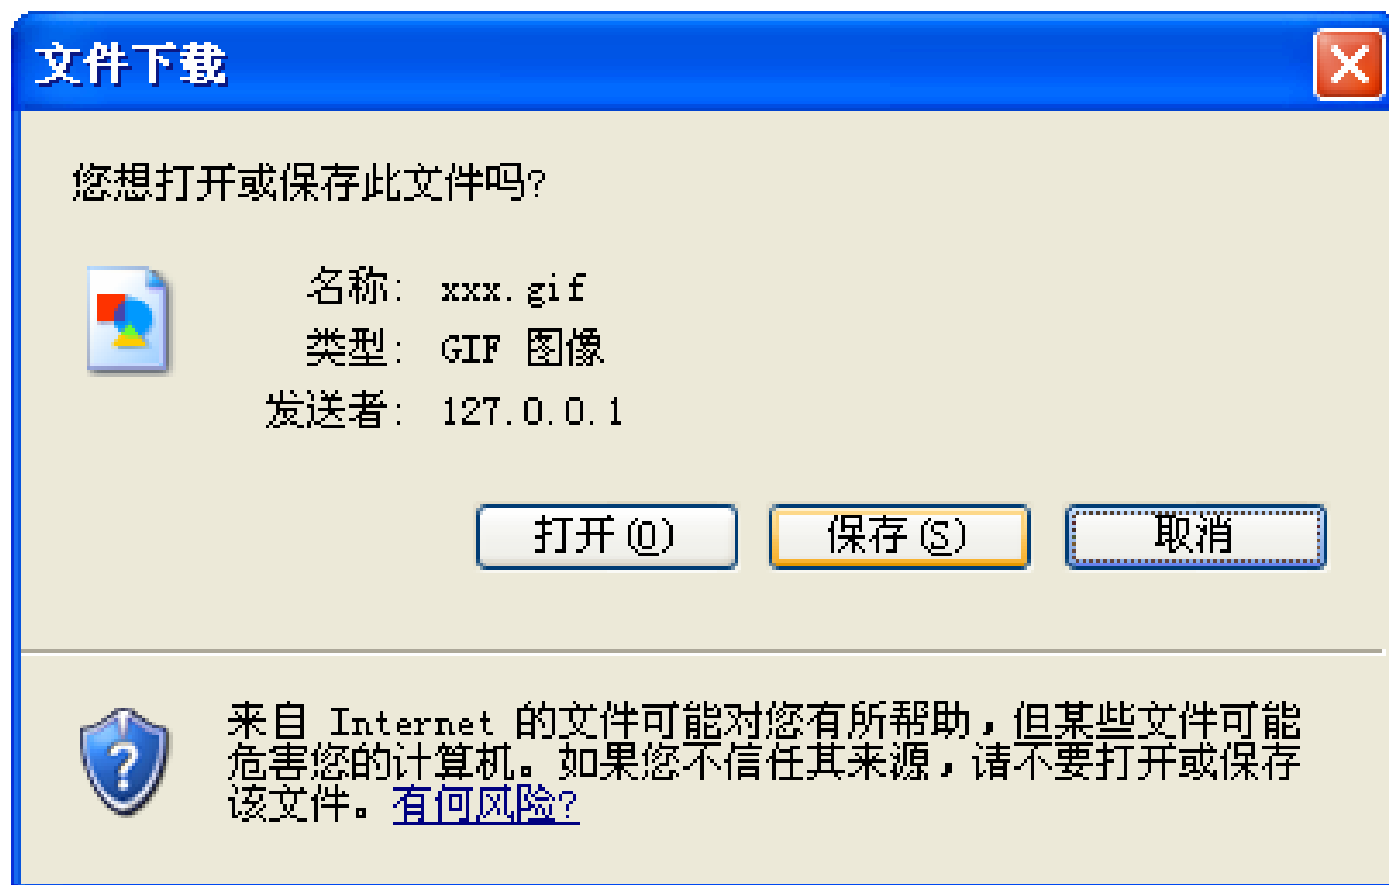 文件下载
您想打开或保存此文件吗?
名称: xxx.gif
类型: GIF 图像
发送者: 127.0.0.1
打开(O) 保存(S) 取消
来自 Internet 的文件可能对您有所帮助，但某些文件可能
危害您的计算机。如果您不信任其来源，请不要打开或保存
该文件。有何风险?